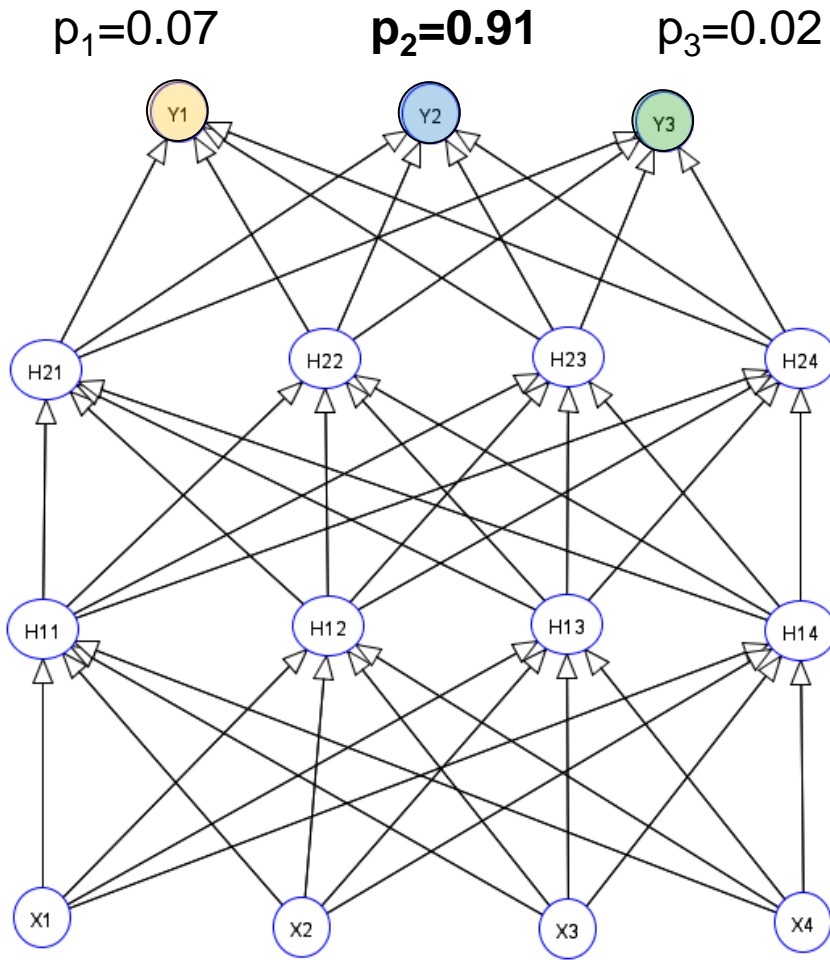 p₁=0.07 p₂=0.91 p₃=0.02
Y1 Y2 Y3
H21 H22 H23 H24
H11 H12 H13 H14
X1 X2 X3 X4